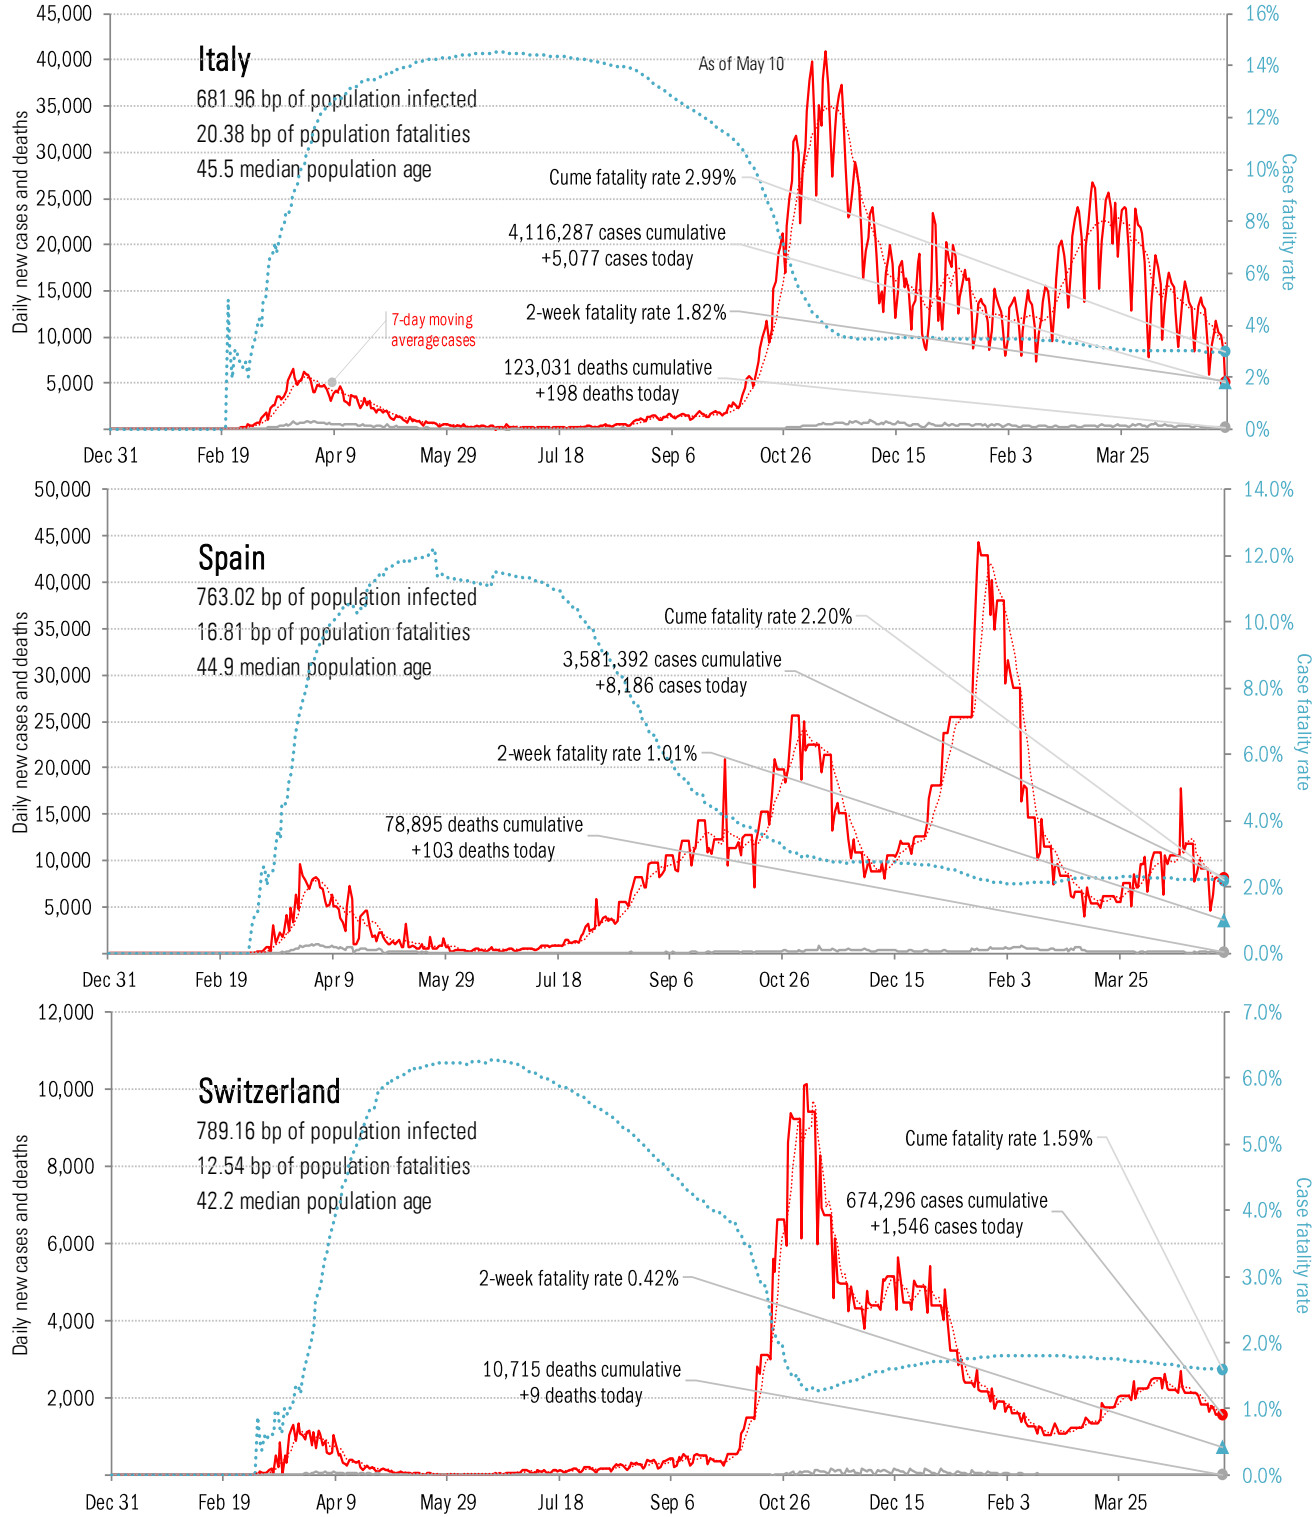 45,000
40,000
35,000
30,000
25,000
20,000
15,000
10,000
5,000
Daily new cases and deaths
Italy
681.96 bp of population infected
20.38 bp of population fatalities
45.5 median population age
As of May 10
Cume fatality rate 2.99%
4,116,287 cases cumulative
+5,077 cases today
2-week fatality rate 1.82%
7-day moving
average cases
123,031 deaths cumulative
+198 deaths today
16%
14%
12%
10%
8%
6%
4%
2%
0%
Case fatality rate
Dec 31 Feb 19 Apr 9 May 29 Jul 18 Sep 6 Oct 26 Dec 15 Feb 3 Mar 25
50,000
45,000
40,000
35,000
30,000
25,000
20,000
15,000
10,000
5,000
Daily new cases and deaths
Spain
763.02 bp of population infected
16.81 bp of population fatalities
44.9 median population age
Cume fatality rate 2.20%
3,581,392 cases cumulative
+8,186 cases today
2-week fatality rate 1.01%
78,895 deaths cumulative
+103 deaths today
14.0%
12.0%
10.0%
8.0%
6.0%
4.0%
2.0%
0.0%
Case fatality rate
Dec 31 Feb 19 Apr 9 May 29 Jul 18 Sep 6 Oct 26 Dec 15 Feb 3 Mar 25
12,000
10,000
8,000
6,000
4,000
2,000
Daily new cases and deaths
Switzerland
789.16 bp of population infected
12.54 bp of population fatalities
42.2 median population age
Cume fatality rate 1.59%
674,296 cases cumulative
+1,546 cases today
2-week fatality rate 0.42%
10,715 deaths cumulative
+9 deaths today
7.0%
6.0%
5.0%
4.0%
3.0%
2.0%
1.0%
0.0%
Case fatality rate
Dec 31 Feb 19 Apr 9 May 29 Jul 18 Sep 6 Oct 26 Dec 15 Feb 3 Mar 25